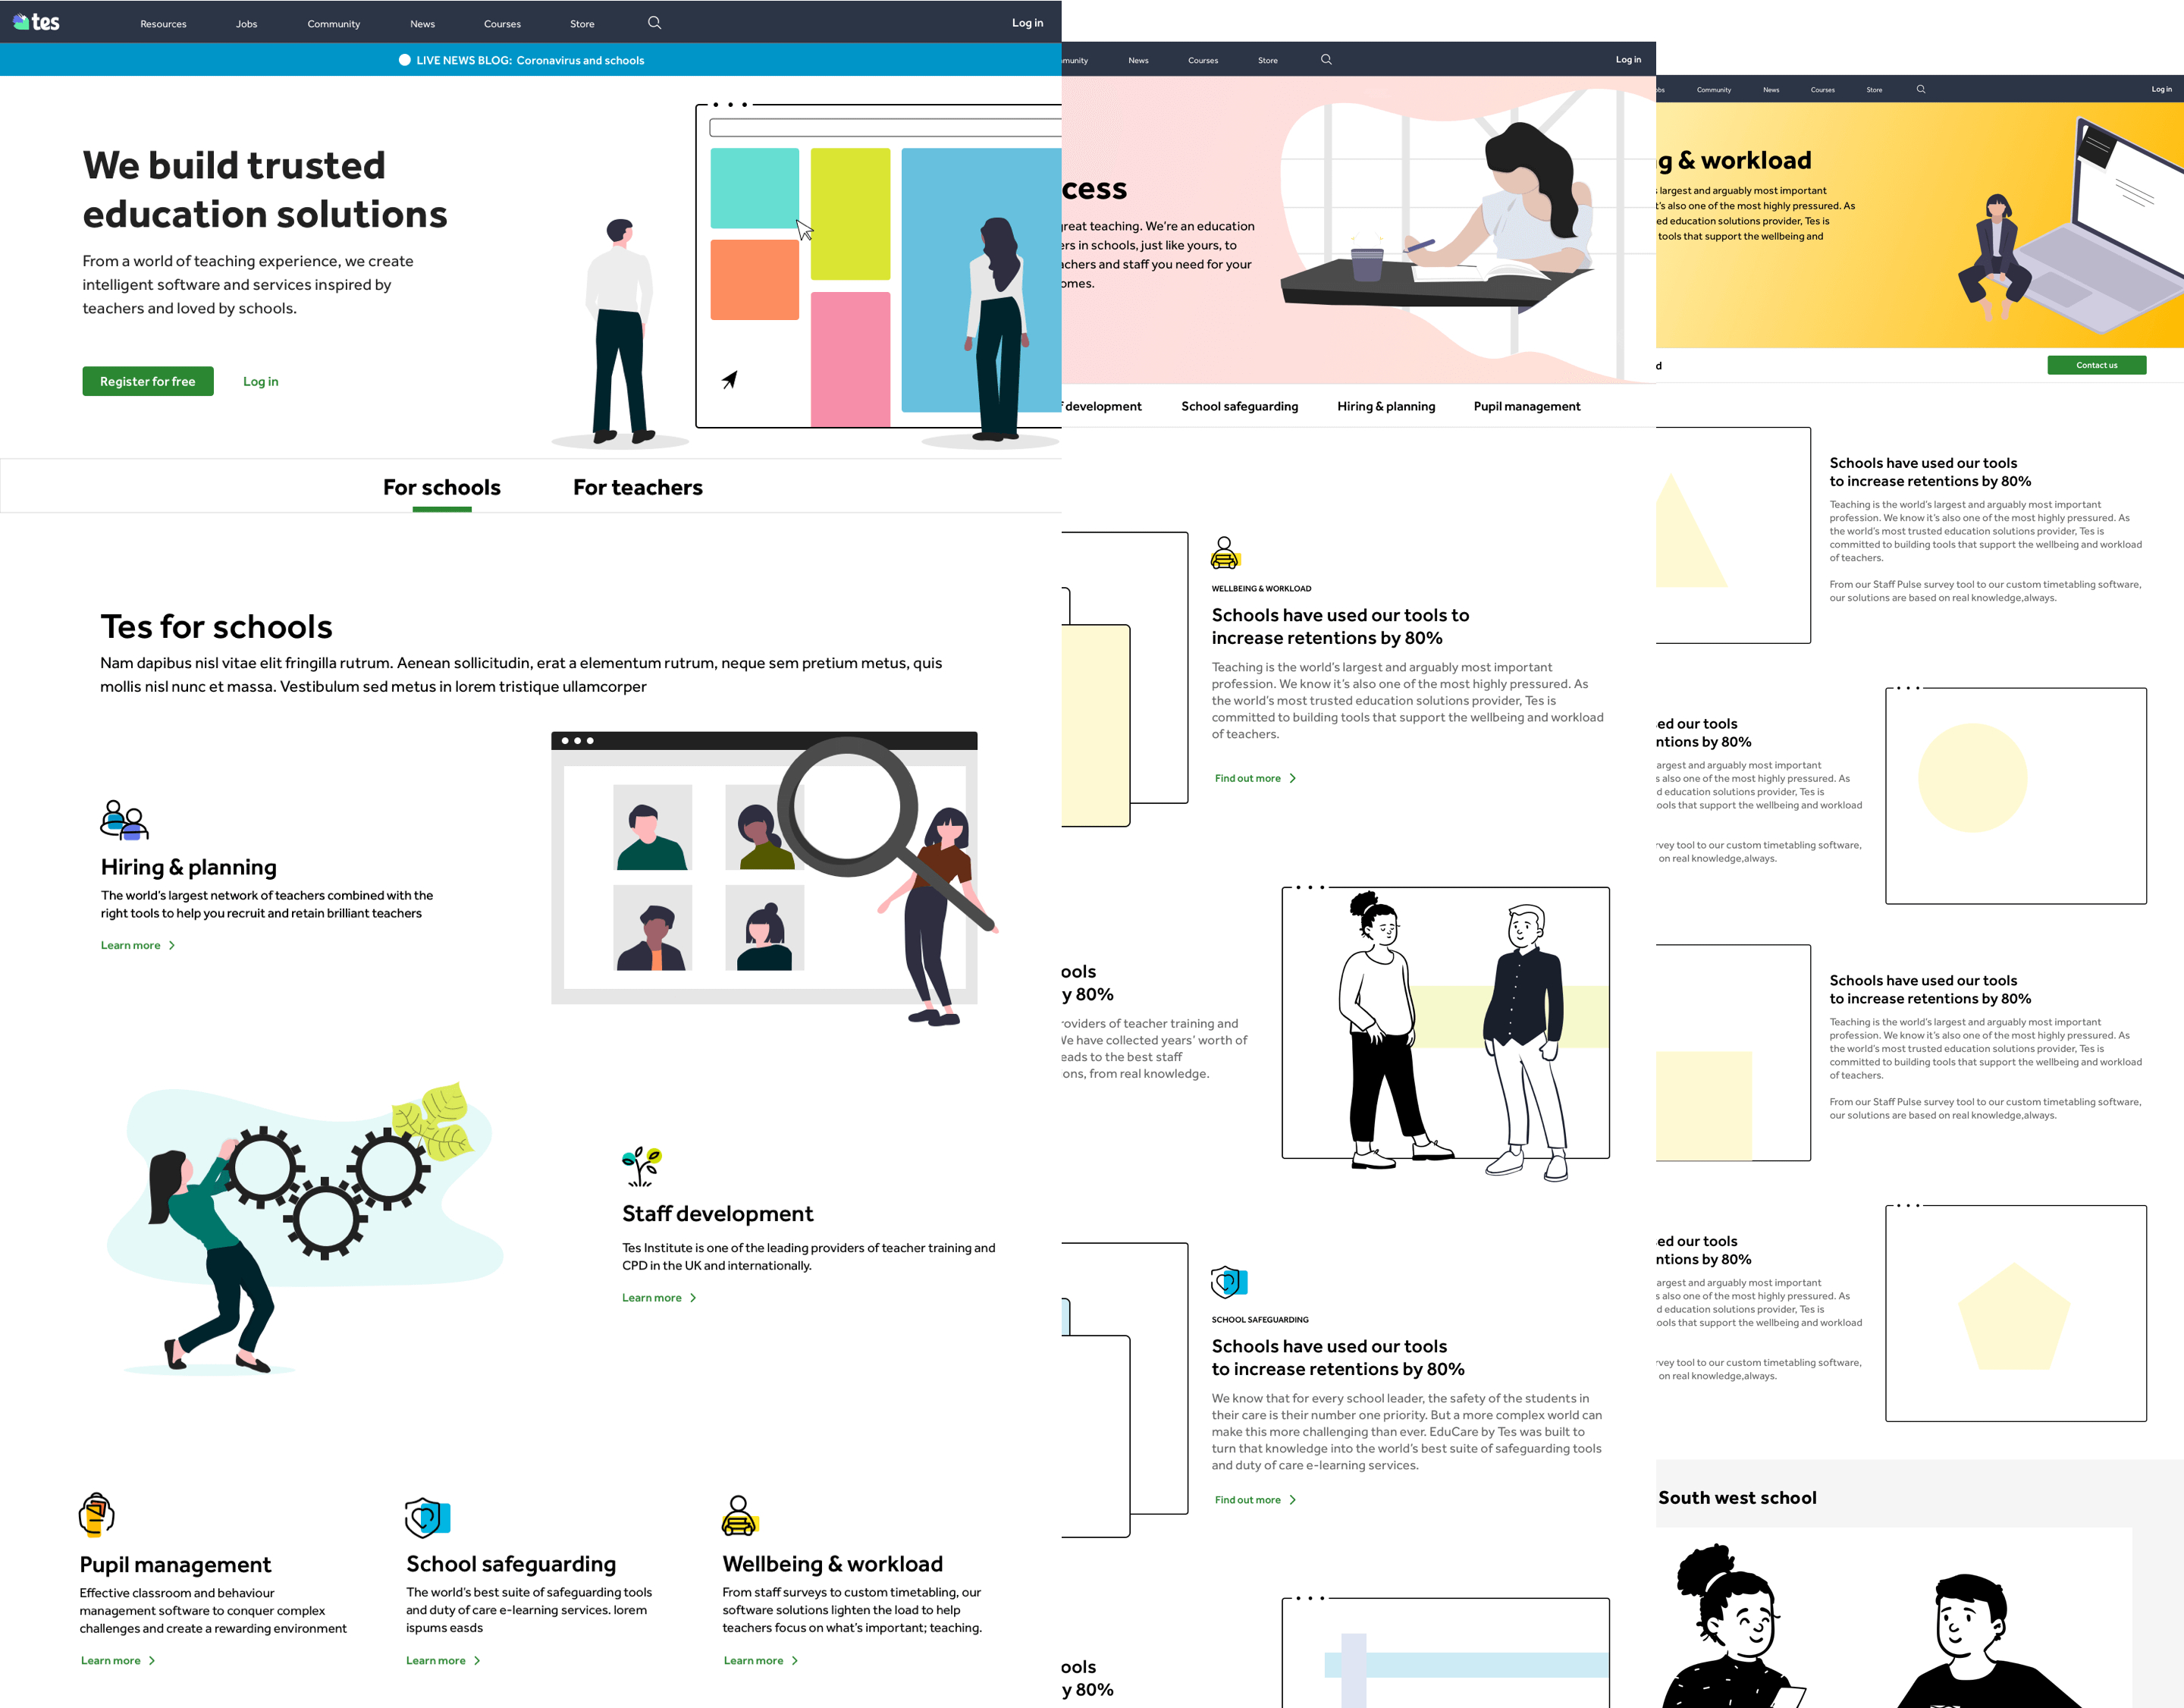 tes
Resources
Jobs
Community
News
Courses
Store
Log in
LIVE NEWS BLOG: Coronavirus and schools
We build trusted
education solutions
From a world of teaching experience, we create
intelligent software and services inspired by
teachers and loved by schools.
Register for free
Log in
For schools
For teachers
Tes for schools
Nam dapibus nisl vitae elit fringilla rutrum. Aenean sollicitudin, erat a elementum rutrum, neque sem pretium metus, quis
mollis nisl nunc et massa. Vestibulum sed metus in lorem tristique ullamcorper
Hiring & planning
The world's largest network of teachers combined with the
right tools to help you recruit and retain brilliant teachers
Learn more
Staff development
Tes Institute is one of the leading providers of teacher training and
CPD in the UK and internationally.
Learn more
Pupil management
Effective classroom and behaviour
management software to conquer complex
challenges and create a rewarding environment
Learn more
School safeguarding
The world's best suite of safeguarding tools
and duty of care e-learning services. lorem
ispums easds
Learn more
Wellbeing & workload
From staff surveys to custom timetabling, our
software solutions lighten the load to help
teachers focus on what's important; teaching.
Learn more
munity
News
Courses
Store
Log in
cess
great teaching. We're an education
ers in schools, just like yours, to
achers and staff you need for your
omes.
development
School safeguarding
Hiring & planning
Pupil management
WELLBEING & WORKLOAD
Schools have used our tools to
increase retentions by 80%
Teaching is the world's largest and arguably most important
profession. We know it's also one of the most highly pressured. As
the world's most trusted education solutions provider, Tes is
committed to building tools that support the wellbeing and workload
of teachers.
Find out more
ools
y 80%
roviders of teacher training and
We have collected years' worth of
eads to the best staff
ons, from real knowledge.
SCHOOL SAFEGUARDING
Schools have used our tools
to increase retentions by 80%
We know that for every school leader, the safety of the students in
their care is their number one priority. But a more complex world can
make this more challenging than ever. EduCare by Tes was built to
turn that knowledge into the world's best suite of safeguarding tools
and duty of care e-learning services.
Find out more
ools
y 80%
obs
Community
News
Courses
Store
Log in
g & workload
s largest and arguably most important
t's also one of the most highly pressured. As
ed education solutions provider, Tes is
tools that support the wellbeing and
d
Contact us
Schools have used our tools
to increase retentions by 80%
Teaching is the world's largest and arguably most important
profession. We know it's also one of the most highly pressured. As
the world's most trusted education solutions provider, Tes is
committed to building tools that support the wellbeing and workload
of teachers.
From our Staff Pulse survey tool to our custom timetabling software,
our solutions are based on real knowledge,always.
ed our tools
ntions by 80%
argest and arguably most important
s also one of the most highly pressured. As
d education solutions provider, Tes is
ools that support the wellbeing and workload
rvey tool to our custom timetabling software,
on real knowledge,always.
Schools have used our tools
to increase retentions by 80%
Teaching is the world's largest and arguably most important
profession. We know it's also one of the most highly pressured. As
the world's most trusted education solutions provider, Tes is
committed to building tools that support the wellbeing and workload
of teachers.
From our Staff Pulse survey tool to our custom timetabling software,
our solutions are based on real knowledge,always.
ed our tools
ntions by 80%
argest and arguably most important
s also one of the most highly pressured. As
d education solutions provider, Tes is
ools that support the wellbeing and workload
rvey tool to our custom timetabling software,
on real knowledge,always.
South west school